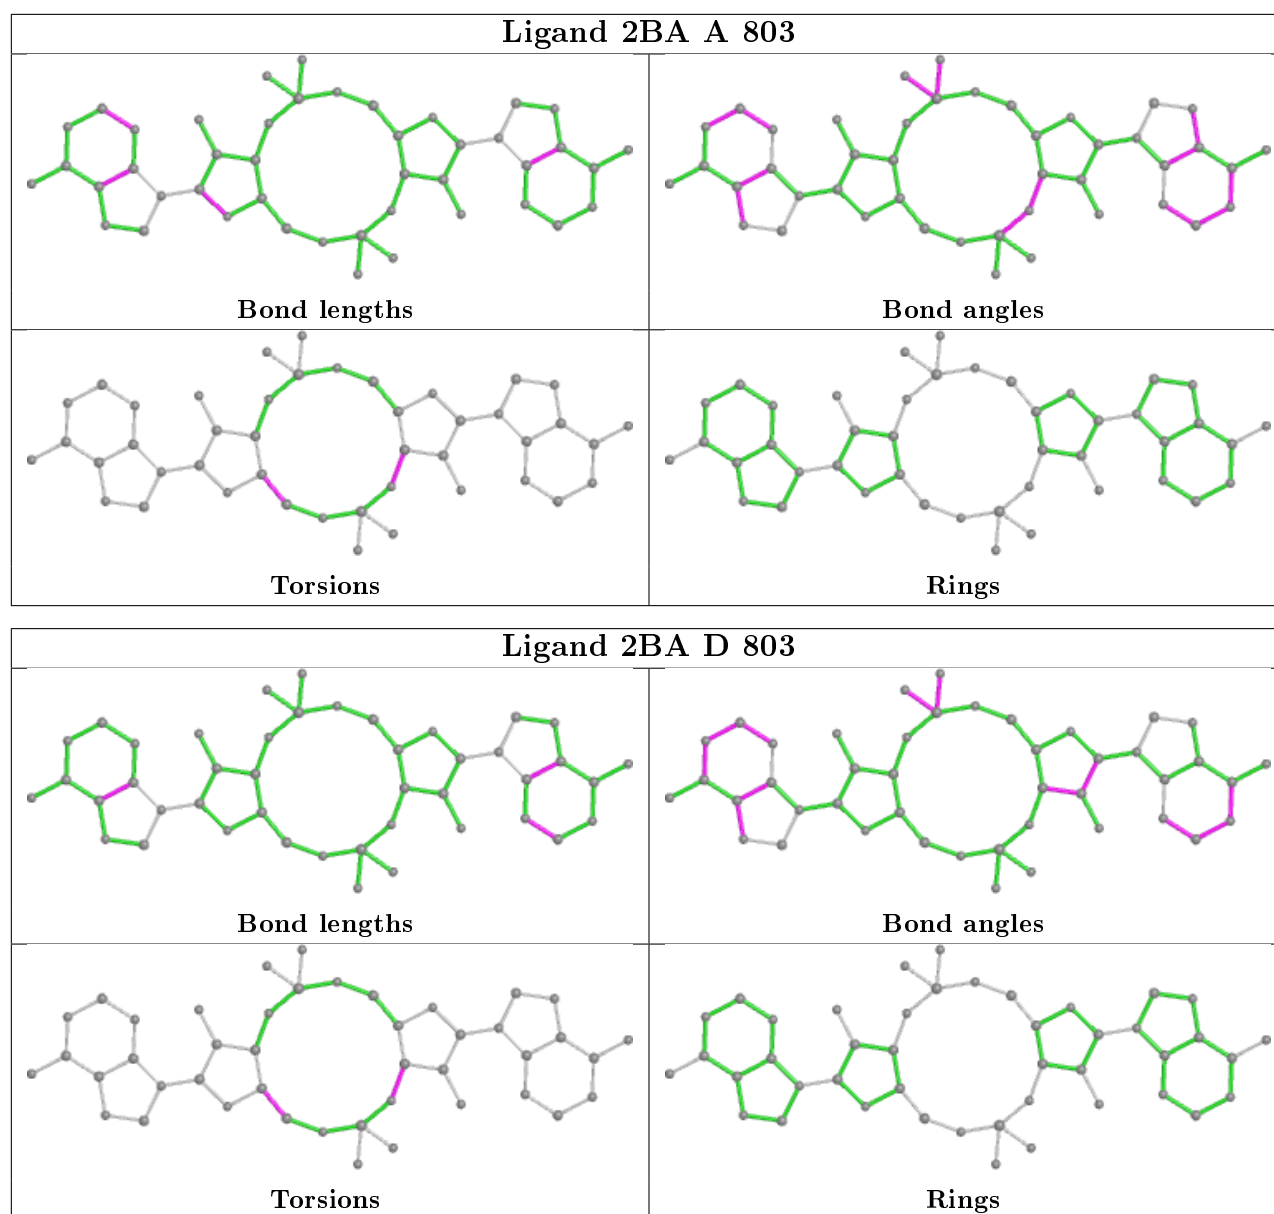 Ligand 2BA A 803
Bond lengths
Bond angles
Torsions
Rings
Ligand 2BA D 803
Bond lengths
Bond angles
Torsions
Rings